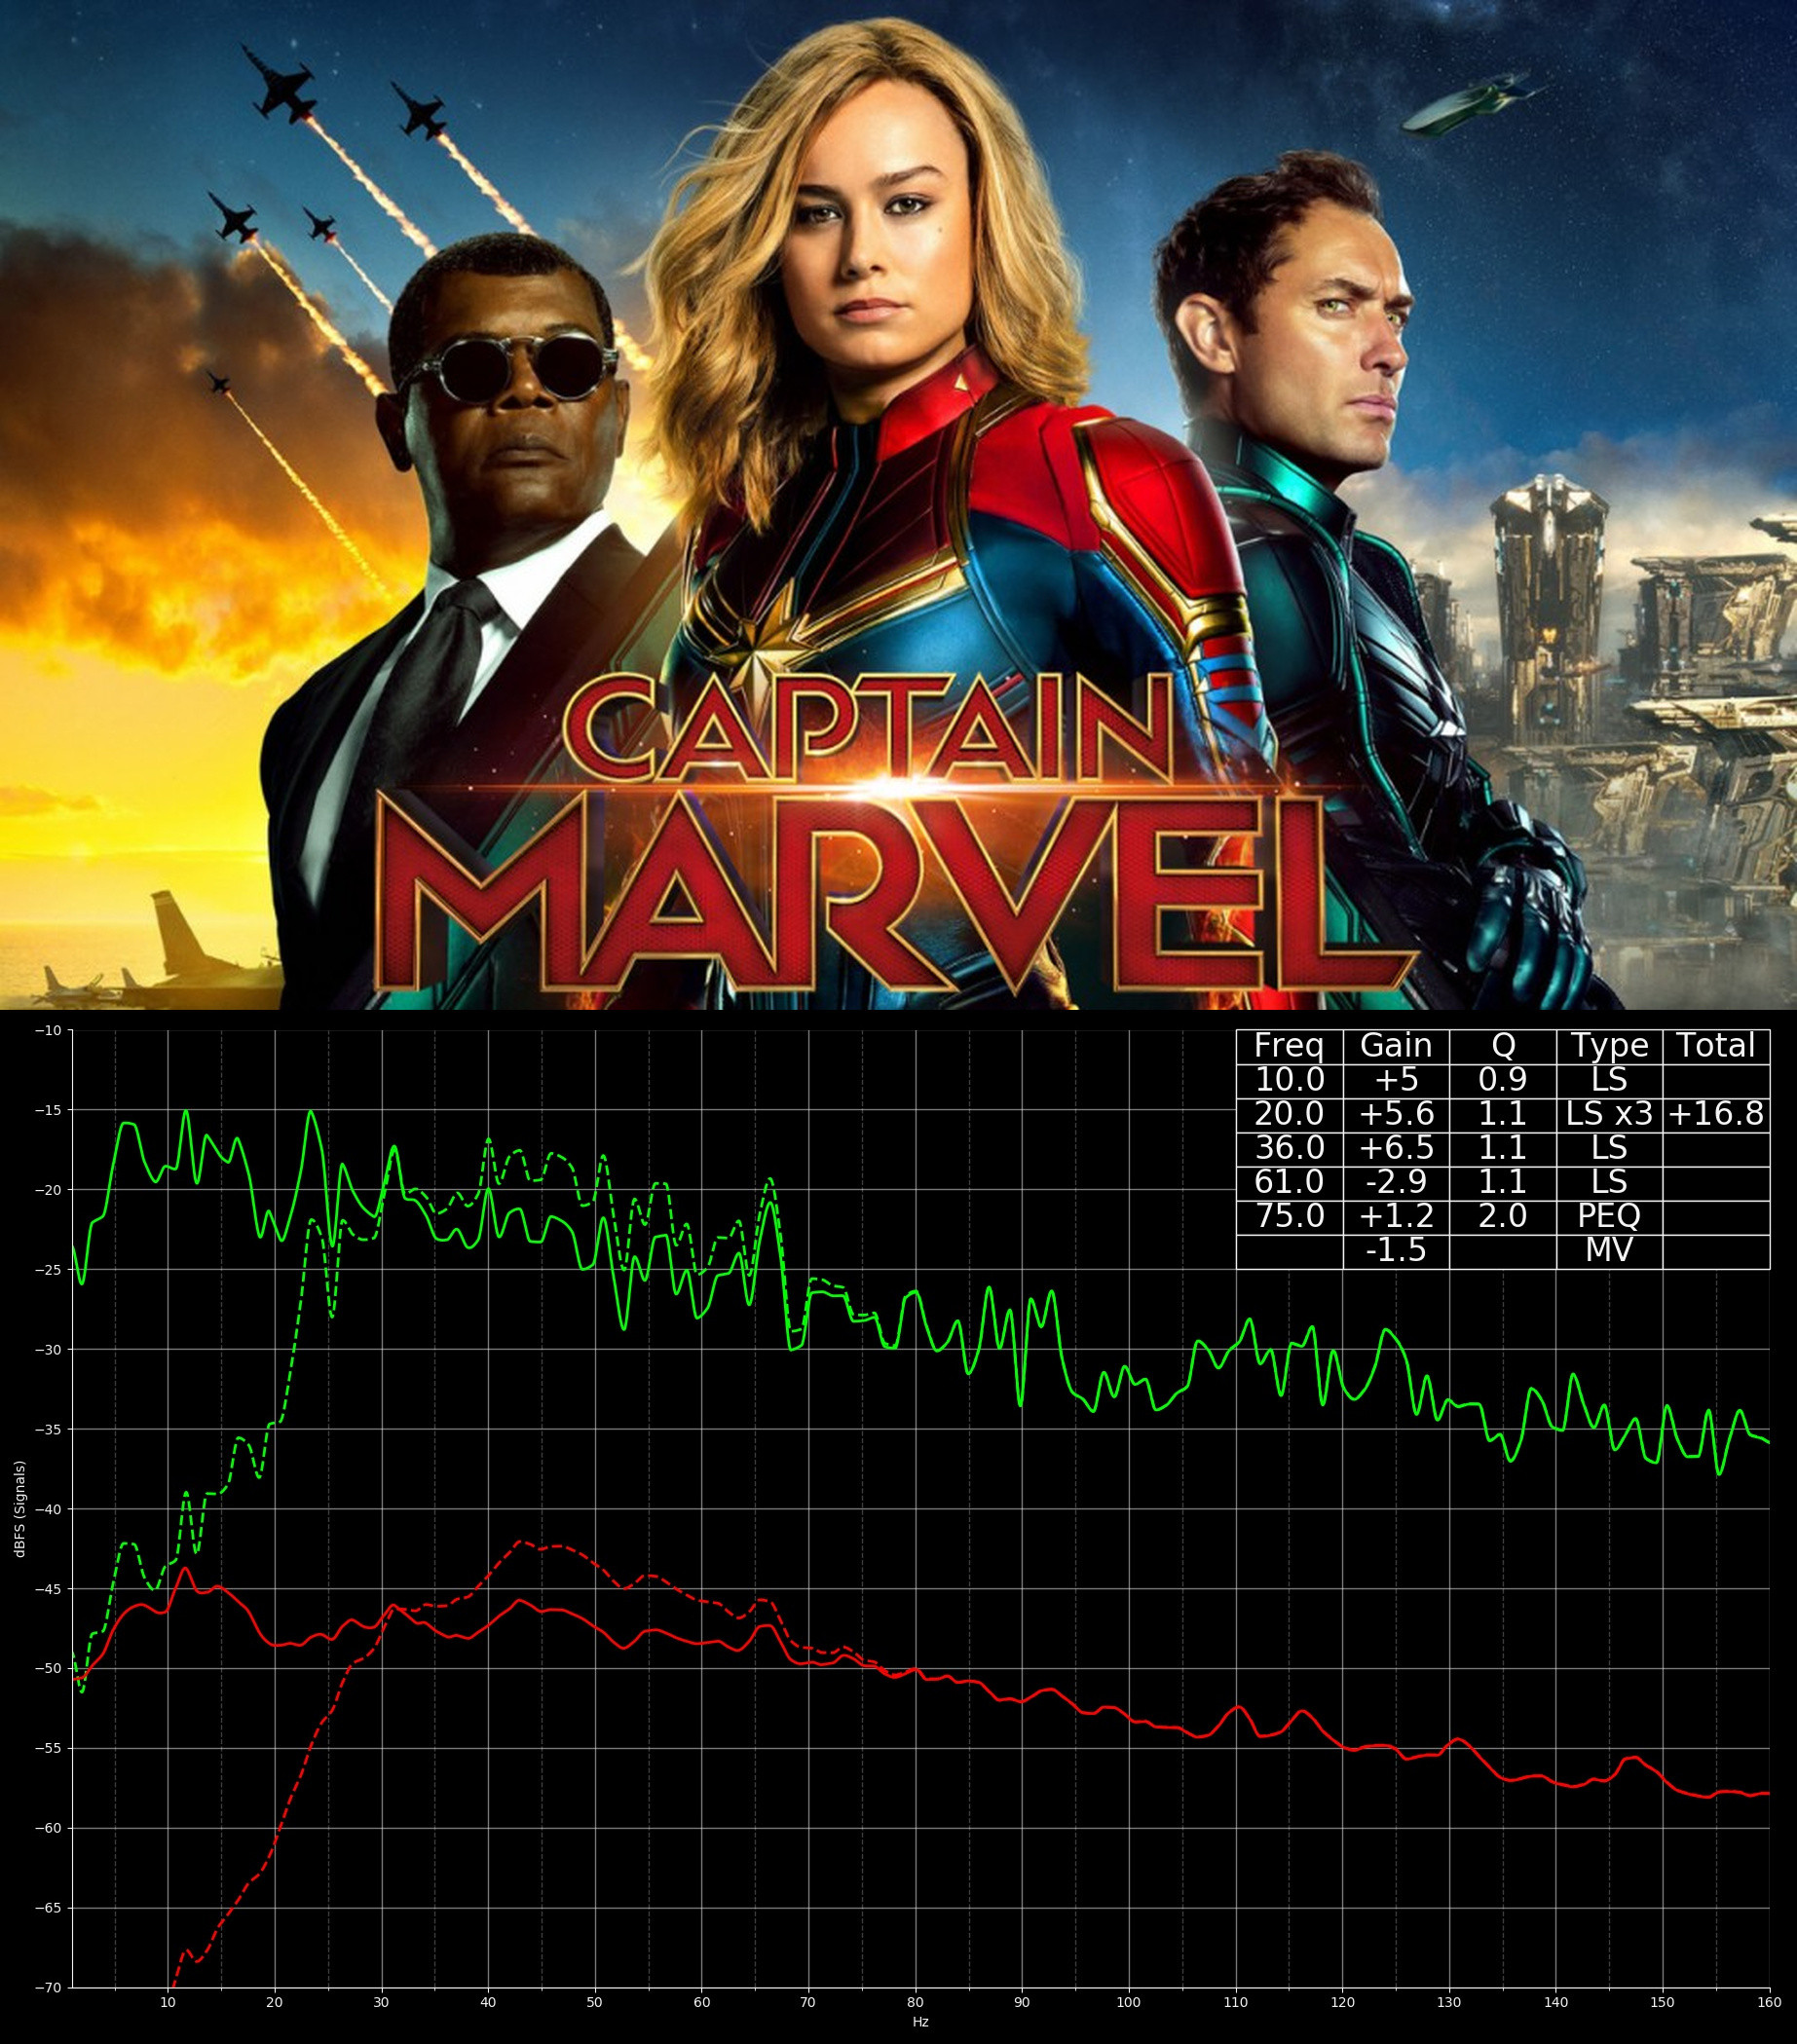 CAPTAIN
MARVEL
Freq Gain Q Type Total
10.0 +5 0.9 LS
20.0 +5.6 1.1 LS x3 +16.8
36.0 +6.5 1.1 LS
61.0 -2.9 1.1 LS
75.0 +1.2 2.0 PEQ
-1.5 MV
−10
−15
−20
−25
−30
−35
−40
−45
−50
−55
−60
−65
−70
dBFS (Signals)
10 20 30 40 50 60 70 80 90 100 110 120 130 140 150 160
Hz